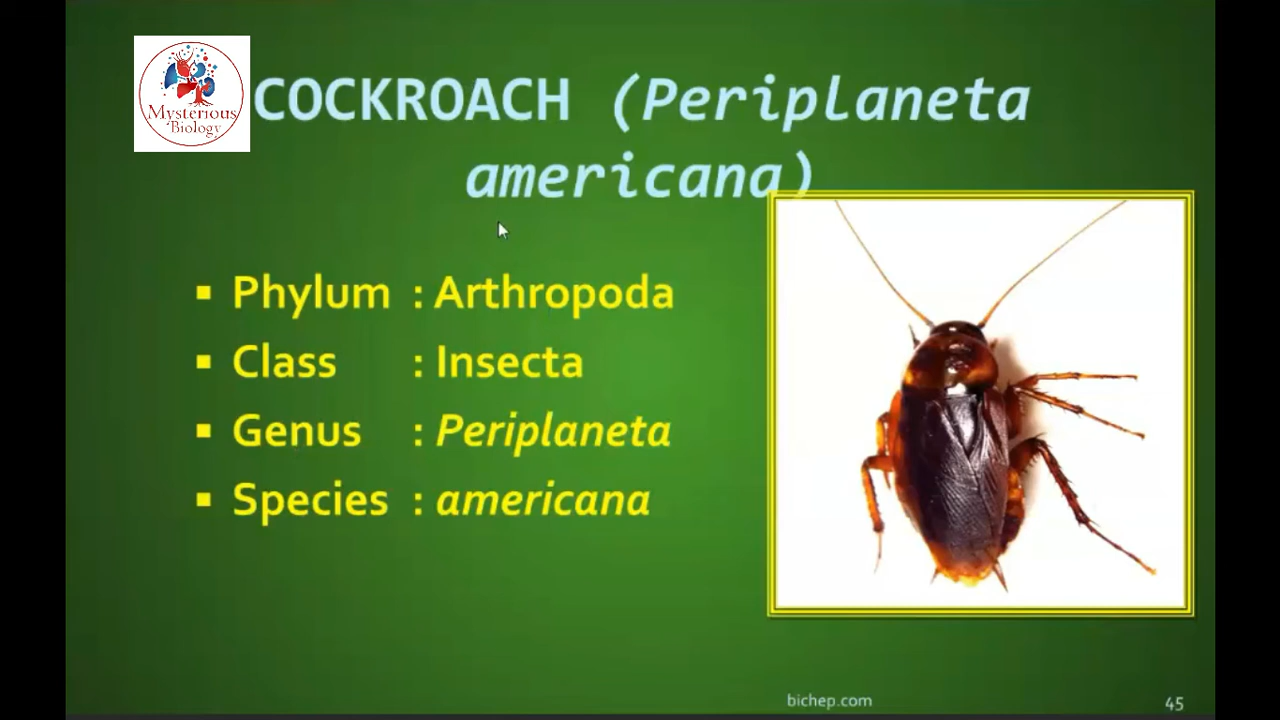 Mysterious
Biology
COCKROACH (Periplaneta
americana)
▪ Phylum : Arthropoda
▪ Class : Insecta
▪ Genus : Periplaneta
▪ Species : americana
bichep.com
45